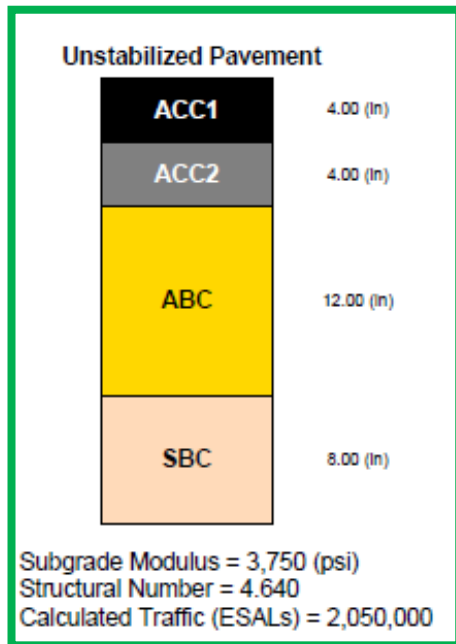 Unstabilized Pavement
ACC1 4.00 (in)
ACC2 4.00 (in)
ABC 12.00 (in)
SBC 8.00 (in)
Subgrade Modulus = 3,750 (psi)
Structural Number = 4.640
Calculated Traffic (ESALs) = 2,050,000